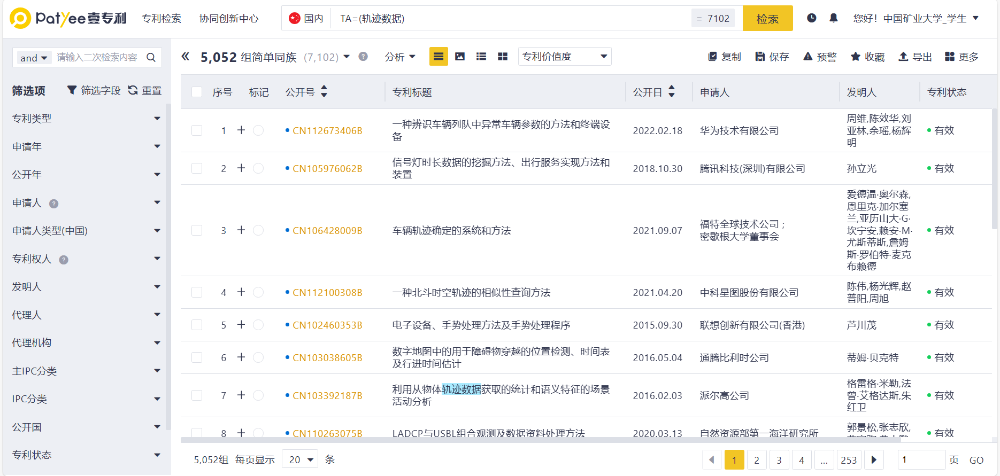 Patyee壹专利 专利检索 协同创新中心 国内 TA=(轨迹数据) = 7102 检索 您好！中国矿业大学_学生
and 请输入二次检索内容
5,052 组简单同族 (7,102) ? 分析 专利价值度 复制 保存 预警 收藏 导出 更多
筛选项 筛选字段 重置
专利类型
申请年
公开年
申请人 ?
申请人类型(中国)
专利权人 ?
发明人
代理人
代理机构
主IPC分类
IPC分类
公开国
专利状态
序号 标记 公开号 专利标题 公开日 申请人 发明人 专利状态
1 + CN112673406B 一种辨识车辆列队中异常车辆参数的方法和终端设
备 2022.02.18 华为技术有限公司 周维,陈效华,刘
亚林,余瑶,杨辉
明 有效
2 + CN105976062B 信号灯时长数据的挖掘方法、出行服务实现方法和
装置 2018.10.30 腾讯科技(深圳)有限公司 孙立光 有效
3 + CN106428009B 车辆轨迹确定的系统和方法 2021.09.07 福特全球技术公司；
密歇根大学董事会 爱德温·奥尔森,
恩里克·加尔塞
兰,亚历山大·G·
坎宁安,赖安·M·
尤斯蒂斯,詹姆
斯·罗伯特·麦克
布赖德 有效
4 + CN112100308B 一种北斗时空轨迹的相似性查询方法 2021.04.20 中科星图股份有限公司 陈伟,杨光辉,赵
普阳,周旭 有效
5 + CN102460353B 电子设备、手势处理方法及手势处理程序 2015.09.30 联想创新有限公司(香港) 芦川茂 有效
6 + CN103038605B 数字地图中的用于障碍物穿越的位置检测、时间表
及行进时间估计 2016.05.04 通腾比利时公司 蒂姆·贝克特 有效
7 + CN103392187B 利用从物体轨迹数据获取的统计和语义特征的场景
活动分析 2016.02.03 派尔高公司 格雷格·米勒,法
曾·艾格达斯,朱
红卫 有效
8 + CN110263075B LADCP与USBL组合观测及数据资料处理方法 2020.03.13 自然资源部第一海洋研究所 郭景松,张志欣, 有效
5,052组 每页显示 20 条 1 2 3 4 ... 253 1 页 GO